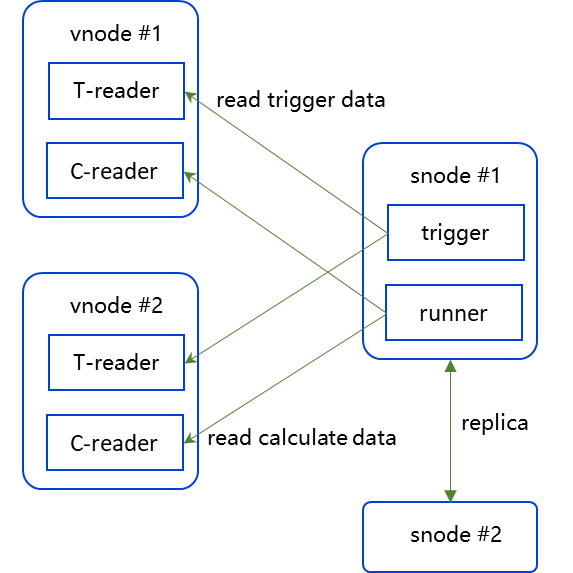 vnode #1
T-reader
C-reader
read trigger data
snode #1
trigger
runner
vnode #2
T-reader
C-reader
read calculate data
replica
snode #2